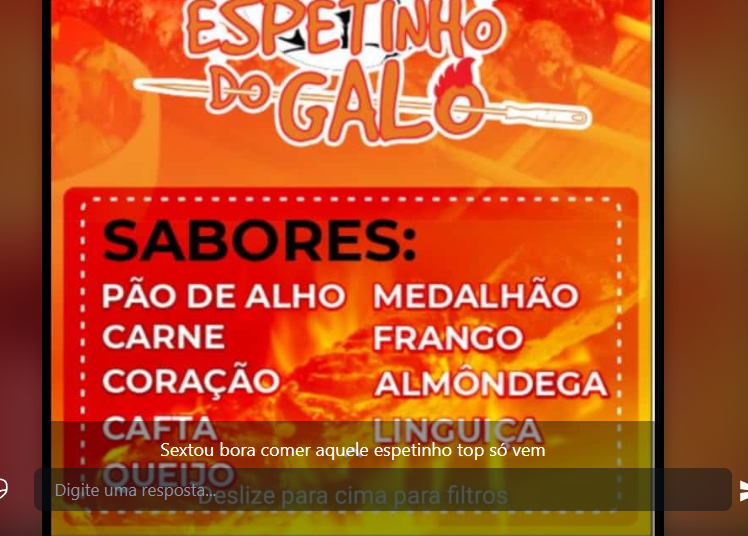 ESPETINHO
DO GALO
SABORES:
PÃO DE ALHO MEDALHÃO
CARNE FRANGO
CORAÇÃO ALMÔNDEGA
CAFTA LINGUIÇA
Sextou bora comer aquele espetinho top só vem
QUEIJO
Digite uma resposta...
Deslize para cima para filtros